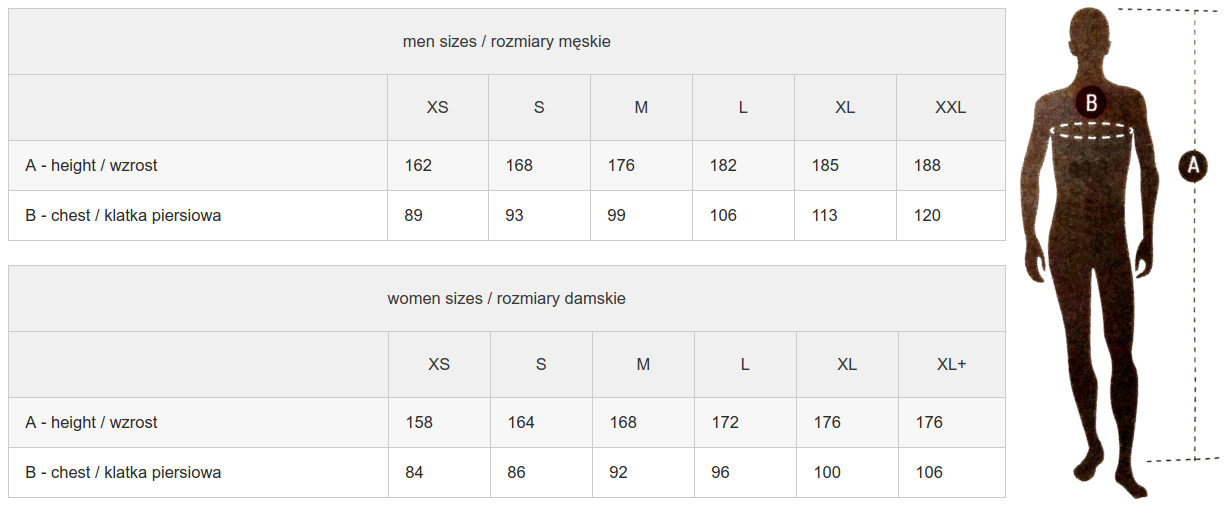 men sizes / rozmiary męskie
XS S M L XL XXL
A - height / wzrost 162 168 176 182 185 188
B - chest / klatka piersiowa 89 93 99 106 113 120
women sizes / rozmiary damskie
XS S M L XL XL+
A - height / wzrost 158 164 168 172 176 176
B - chest / klatka piersiowa 84 86 92 96 100 106
B
A